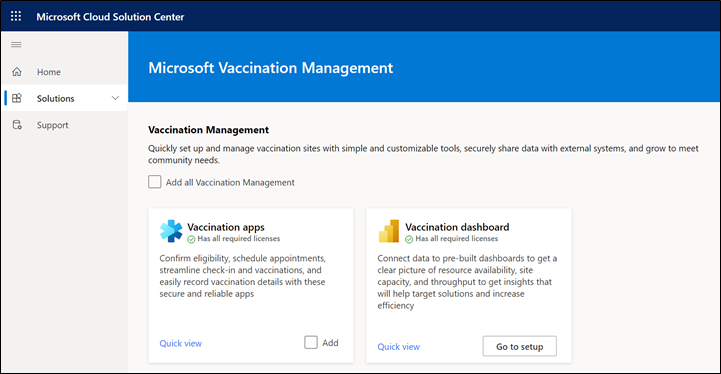 Microsoft Cloud Solution Center
Home
Solutions
Support
Microsoft Vaccination Management
Vaccination Management
Quickly set up and manage vaccination sites with simple and customizable tools, securely share data with external systems, and grow to meet
community needs.
Add all Vaccination Management
Vaccination apps
Has all required licenses
Confirm eligibility, schedule appointments,
streamline check-in and vaccinations, and
easily record vaccination details with these
secure and reliable apps
Quick view
Add
Vaccination dashboard
Has all required licenses
Connect data to pre-built dashboards to get a
clear picture of resource availability, site
capacity, and throughput to get insights that
will help target solutions and increase
efficiency
Quick view
Go to setup